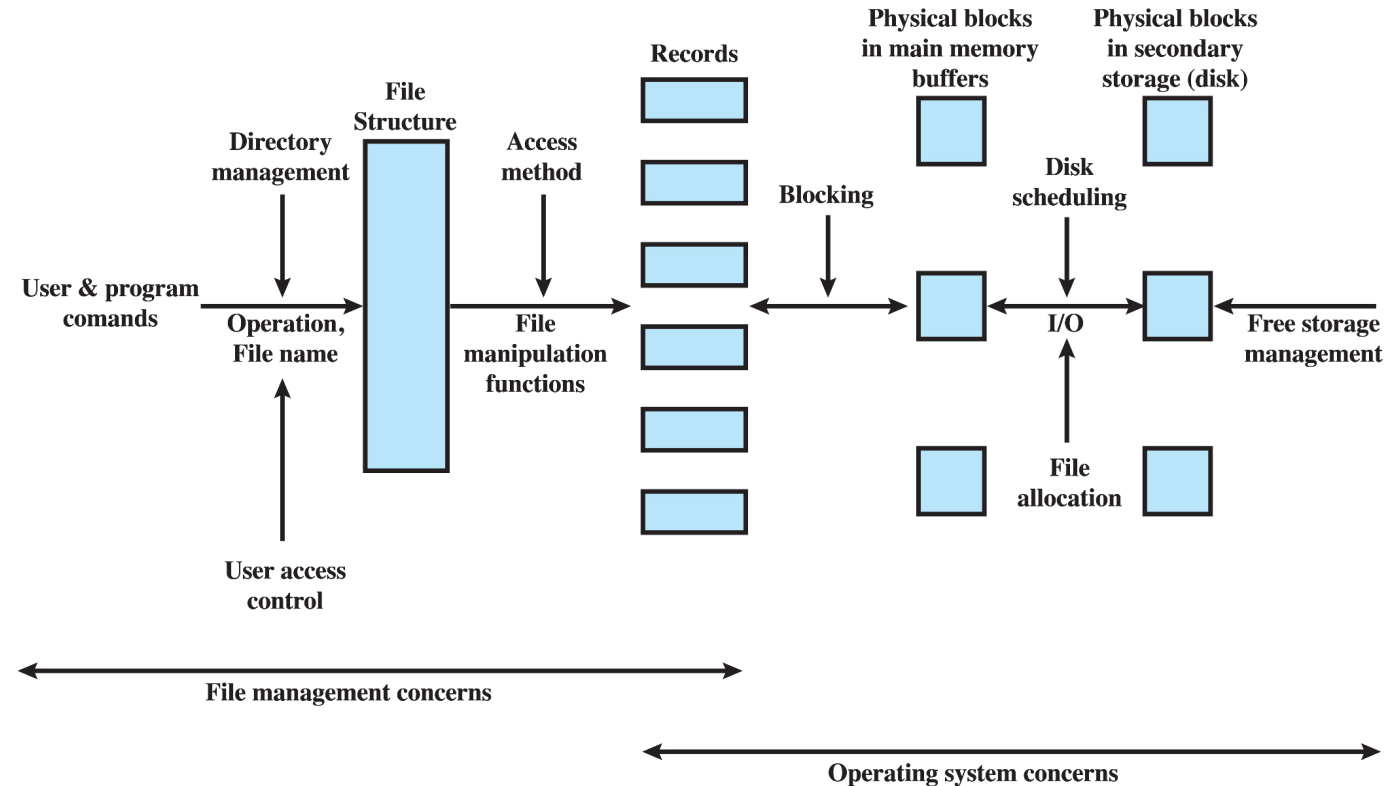 Physical blocks
in main memory
buffers
Physical blocks
in secondary
storage (disk)
Records
File
Structure
Directory
management
Access
method
Blocking
Disk
scheduling
User & program
comands
Operation,
File name
File
manipulation
functions
I/O
Free storage
management
File
allocation
User access
control
File management concerns
Operating system concerns